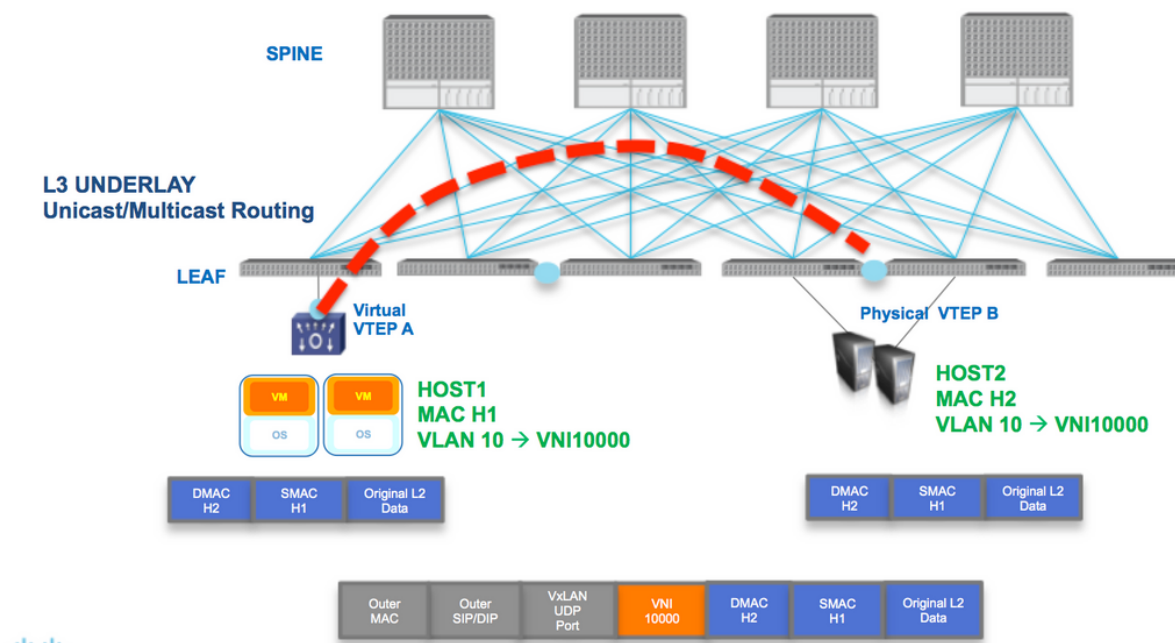 SPINE
L3 UNDERLAY
Unicast/Multicast Routing
LEAF
Virtual
VTEP A
Physical VTEP B
VM
VM
OS
OS
HOST1
MAC H1
VLAN 10 → VNI10000
HOST2
MAC H2
VLAN 10 → VNI10000
DMAC
H2
SMAC
H1
Original L2
Data
DMAC
H2
SMAC
H1
Original L2
Data
Outer
MAC
Outer
SIP/DIP
VxLAN
UDP
Port
VNI
10000
DMAC
H2
SMAC
H1
Original L2
Data